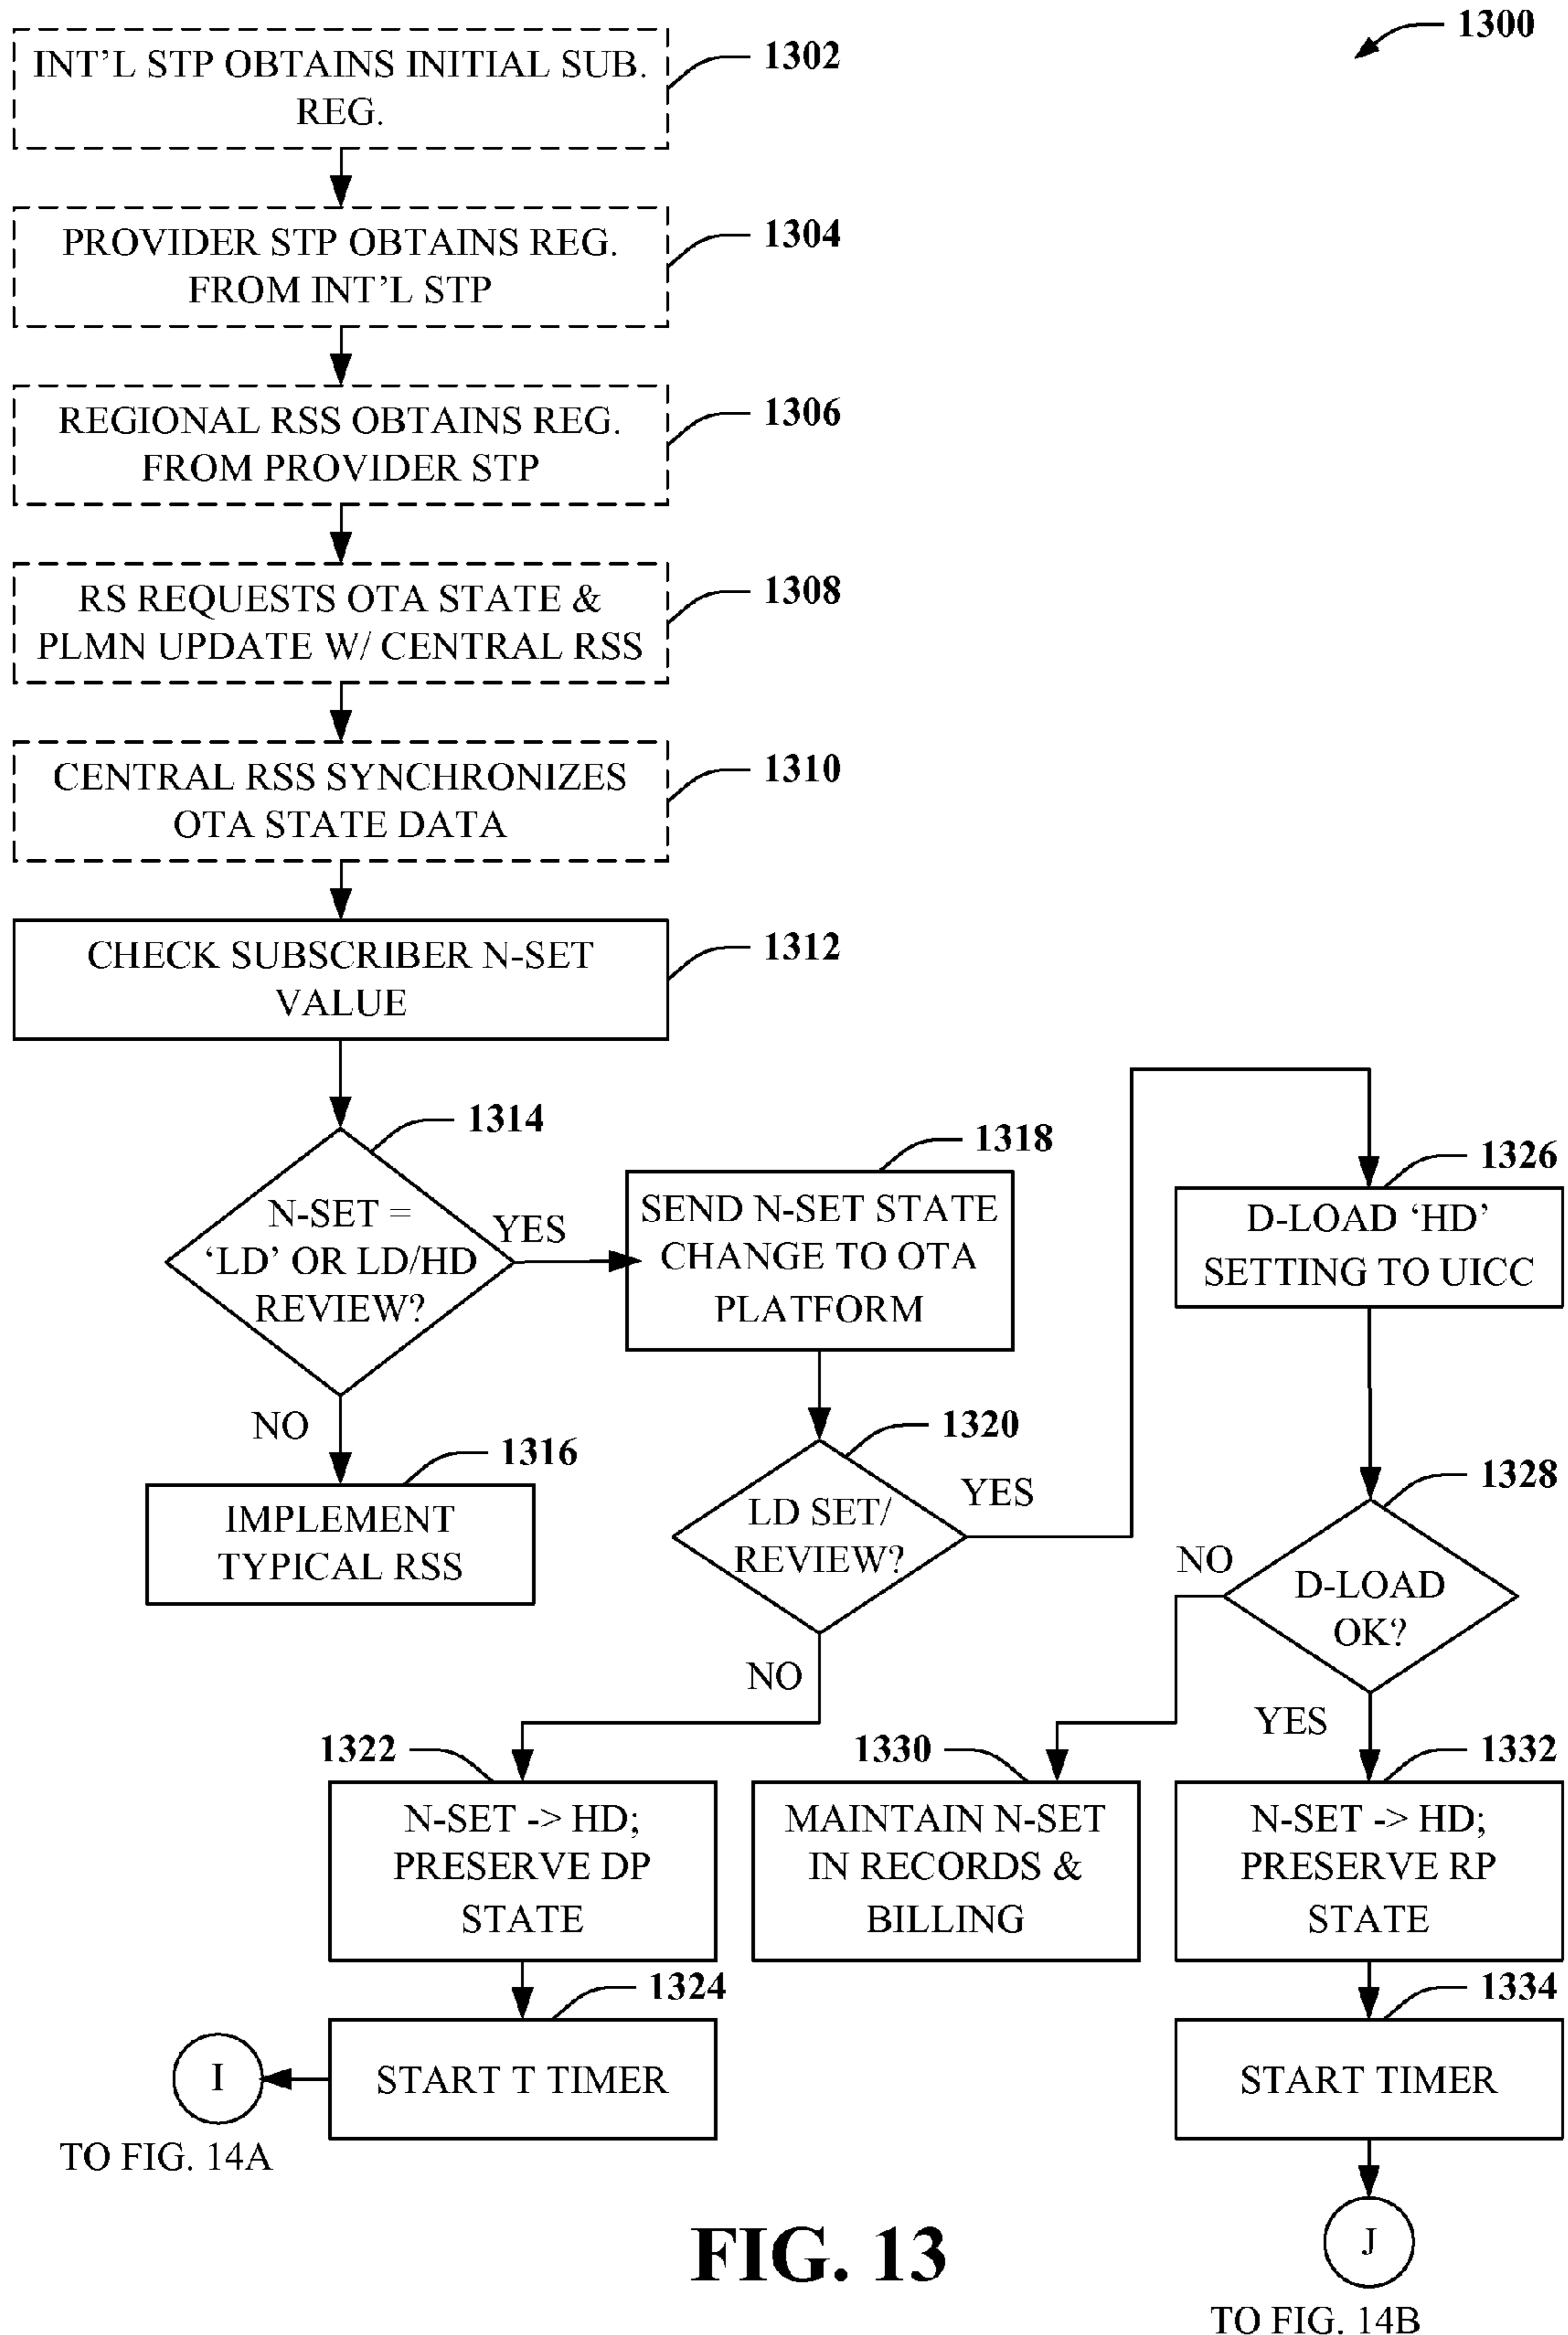 1300
INT'L STP OBTAINS INITIAL SUB.
REG.
1302
PROVIDER STP OBTAINS REG.
FROM INT'L STP
1304
REGIONAL RSS OBTAINS REG.
FROM PROVIDER STP
1306
RS REQUESTS OTA STATE &
PLMN UPDATE W/ CENTRAL RSS
1308
CENTRAL RSS SYNCHRONIZES
OTA STATE DATA
1310
CHECK SUBSCRIBER N-SET
VALUE
1312
1314
N-SET =
‘LD’ OR LD/HD
REVIEW?
YES
NO
1316
IMPLEMENT
TYPICAL RSS
1318
SEND N-SET STATE
CHANGE TO OTA
PLATFORM
1320
LD SET/
REVIEW?
YES
NO
1322
N-SET -> HD;
PRESERVE DP
STATE
1324
START T TIMER
I
TO FIG. 14A
1326
D-LOAD ‘HD’
SETTING TO UICC
1328
D-LOAD
OK?
NO
YES
1330
MAINTAIN N-SET
IN RECORDS &
BILLING
1332
N-SET -> HD;
PRESERVE RP
STATE
1334
START TIMER
J
TO FIG. 14B
FIG. 13